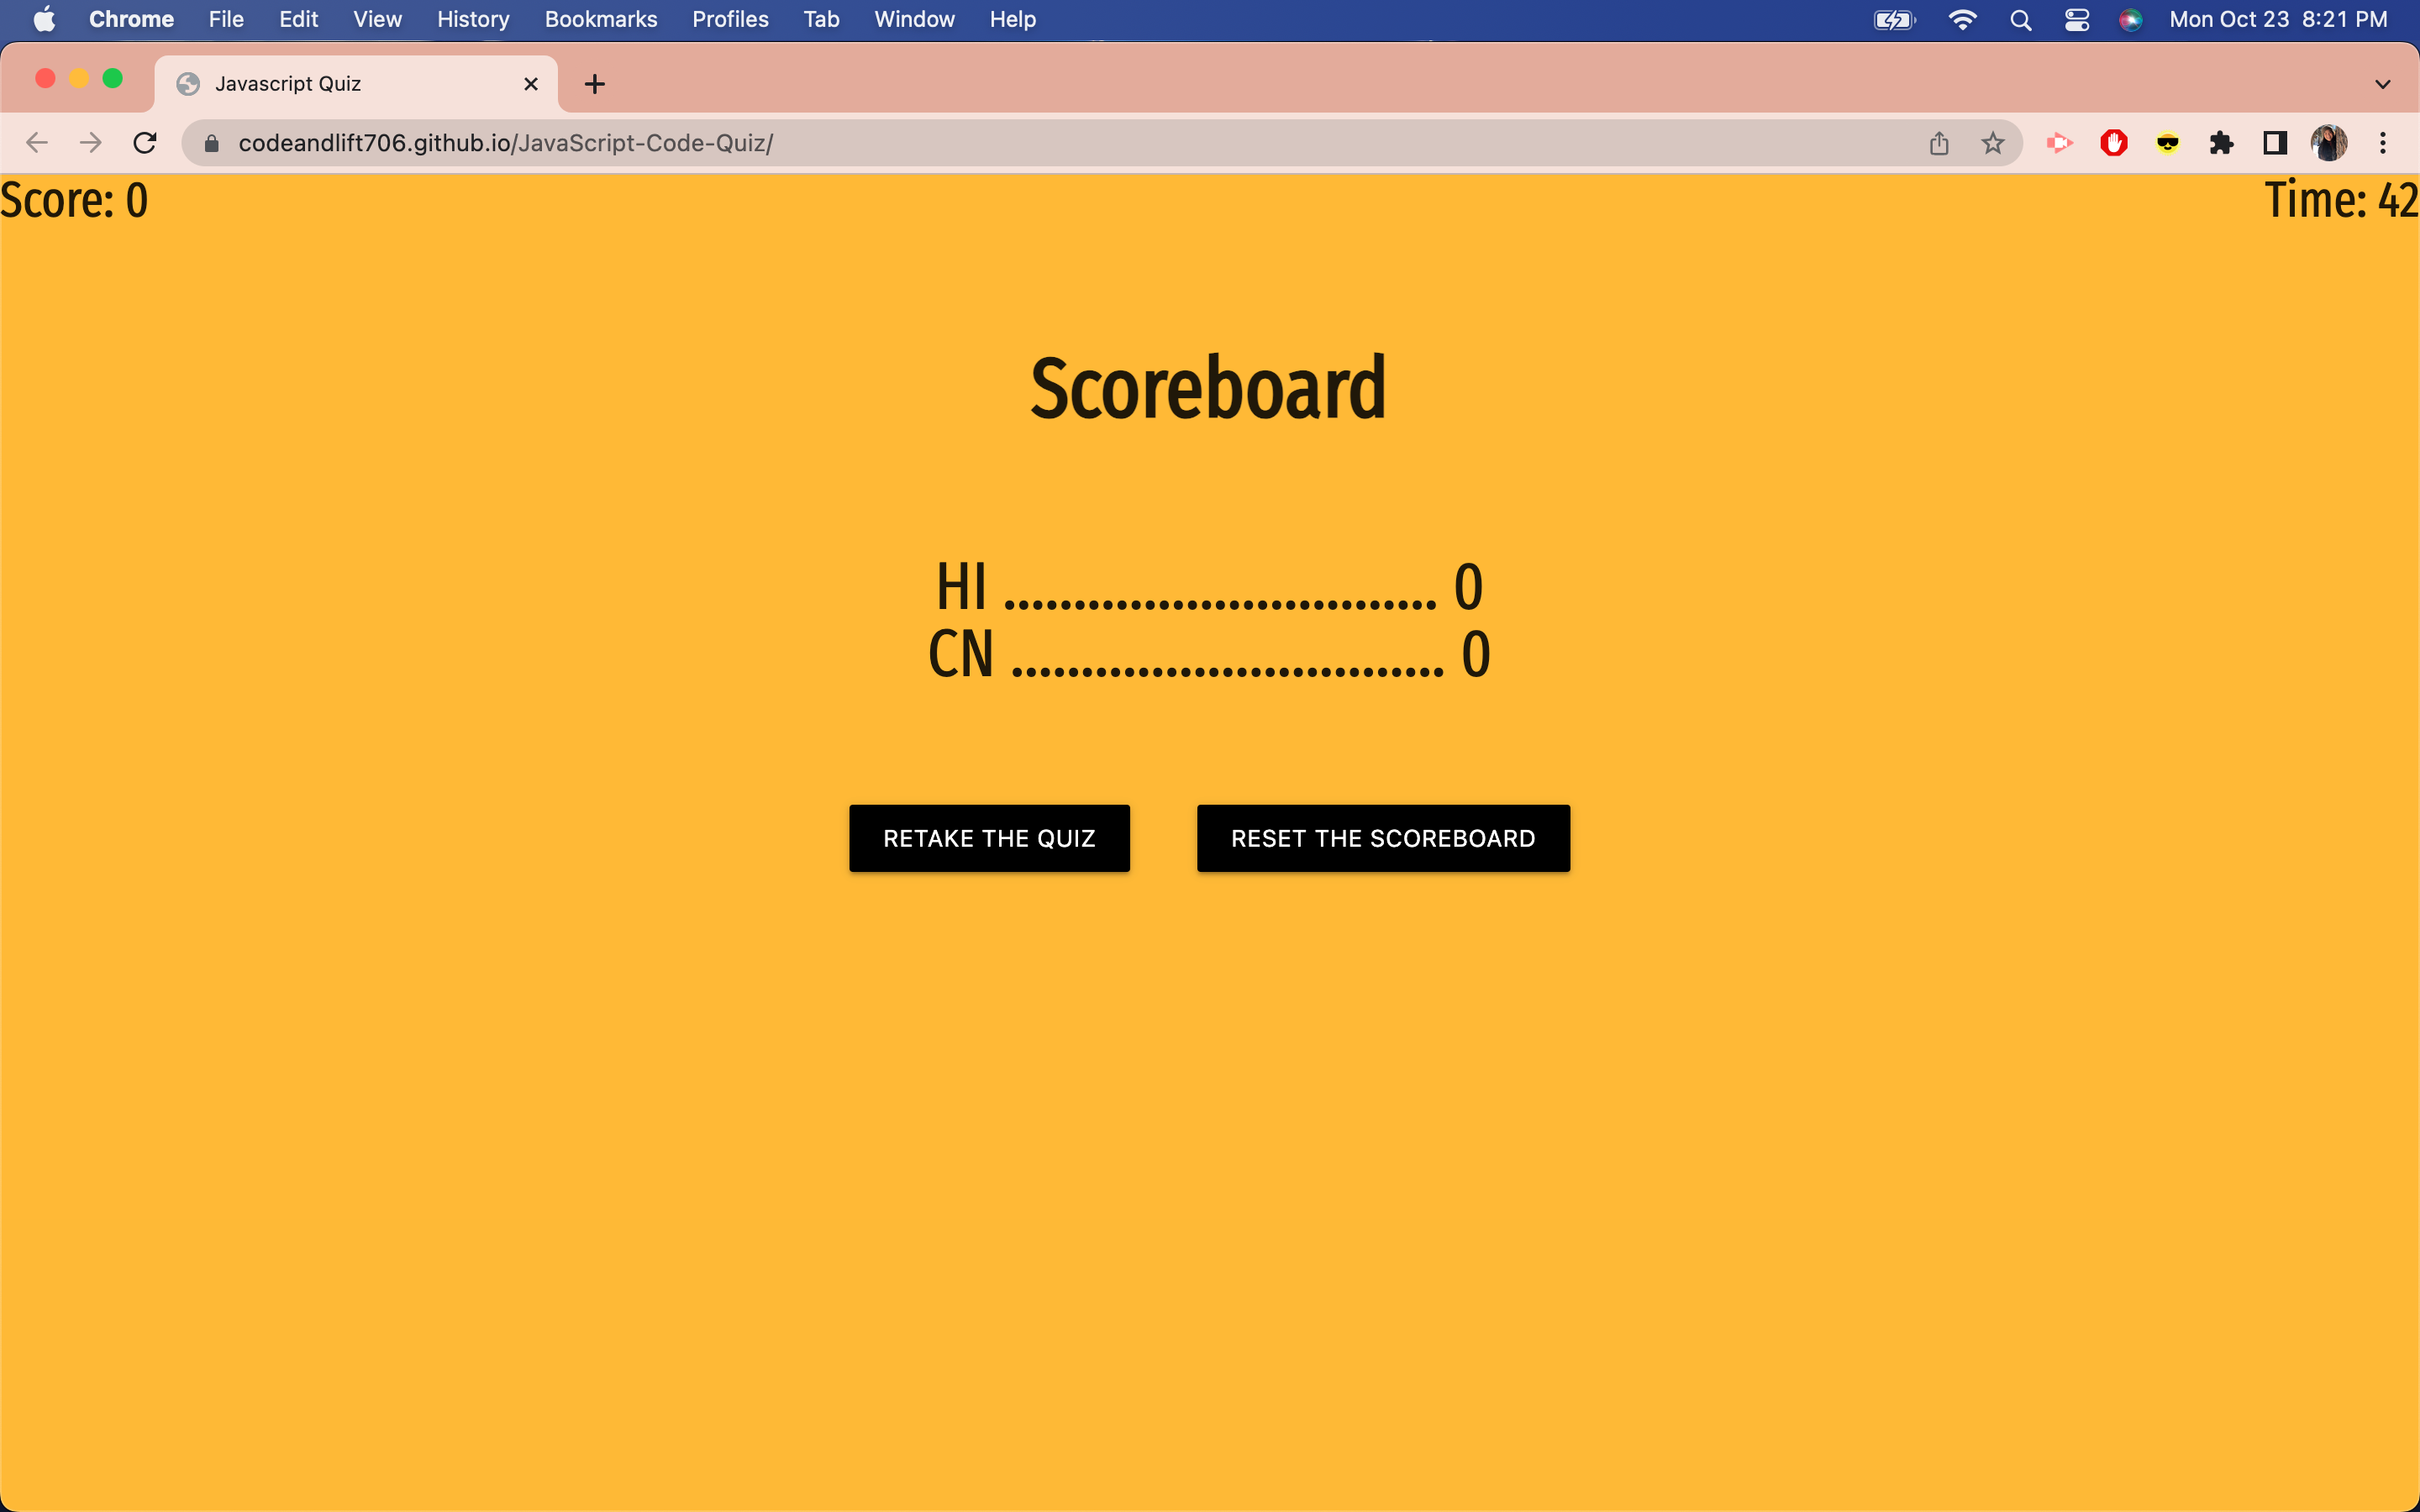 Chrome File Edit View History Bookmarks Profiles Tab Window Help Mon Oct 23 8:21 PM
Javascript Quiz
codeandlift706.github.io/JavaScript-Code-Quiz/
Score: 0 Time: 42
Scoreboard
HI ............................... 0
CN ............................... 0
RETAKE THE QUIZ RESET THE SCOREBOARD